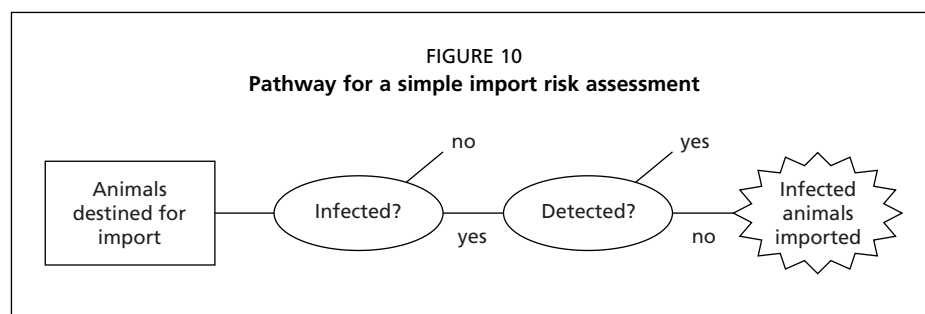 FIGURE 10
Pathway for a simple import risk assessment
no
yes
Animals
destined for
import
Infected?
yes
Detected?
no
Infected
animals
imported